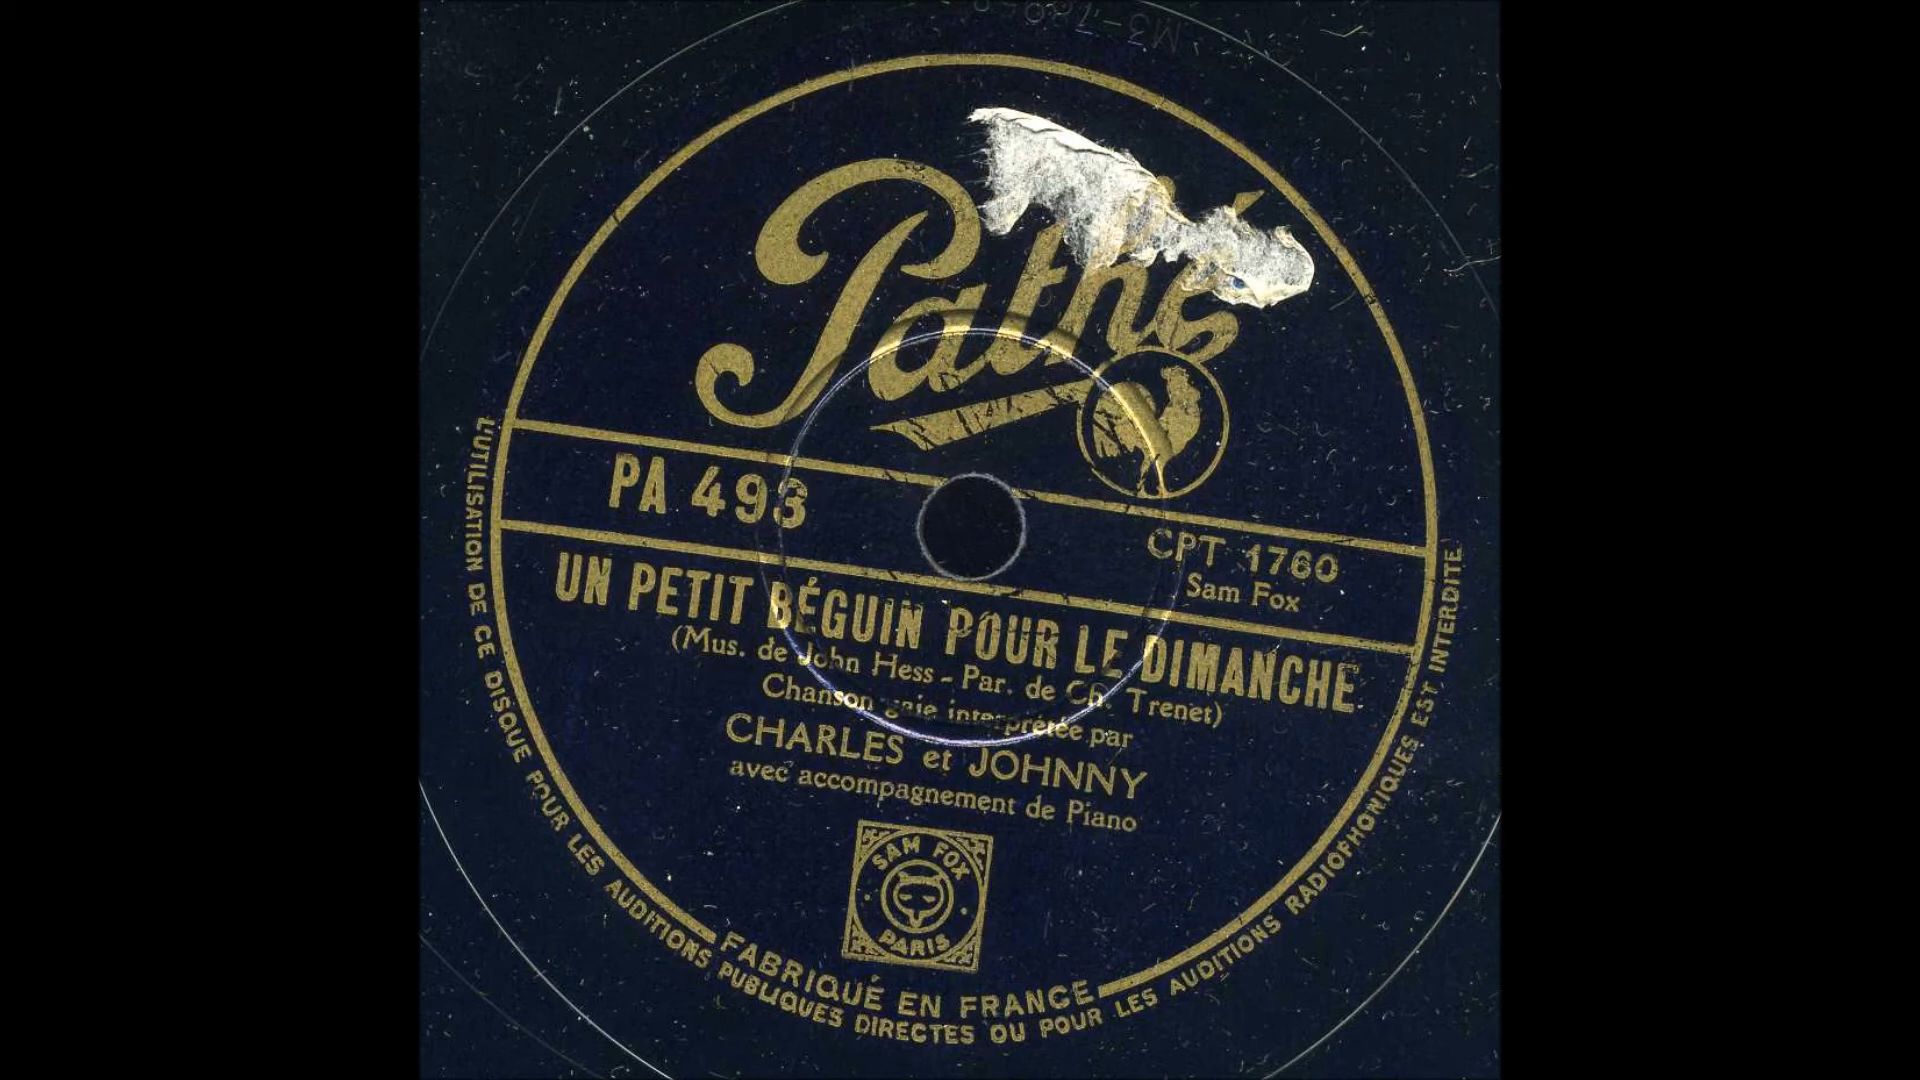 Pathé
PA 493
CPT 1760
Sam Fox
UN PETIT BÉGUIN POUR LE DIMANCHE
(Mus. de John Hess - Par. de Ch. Trenet)
Chanson gaie interprétée par
CHARLES et JOHNNY
avec accompagnement de Piano
SAM FOX
PARIS
FABRIQUÉ EN FRANCE
L'UTILISATION DE CE DISQUE POUR LES AUDITIONS PUBLIQUES DIRECTES OU POUR LES AUDITIONS RADIOPHONIQUES EST INTERDITE